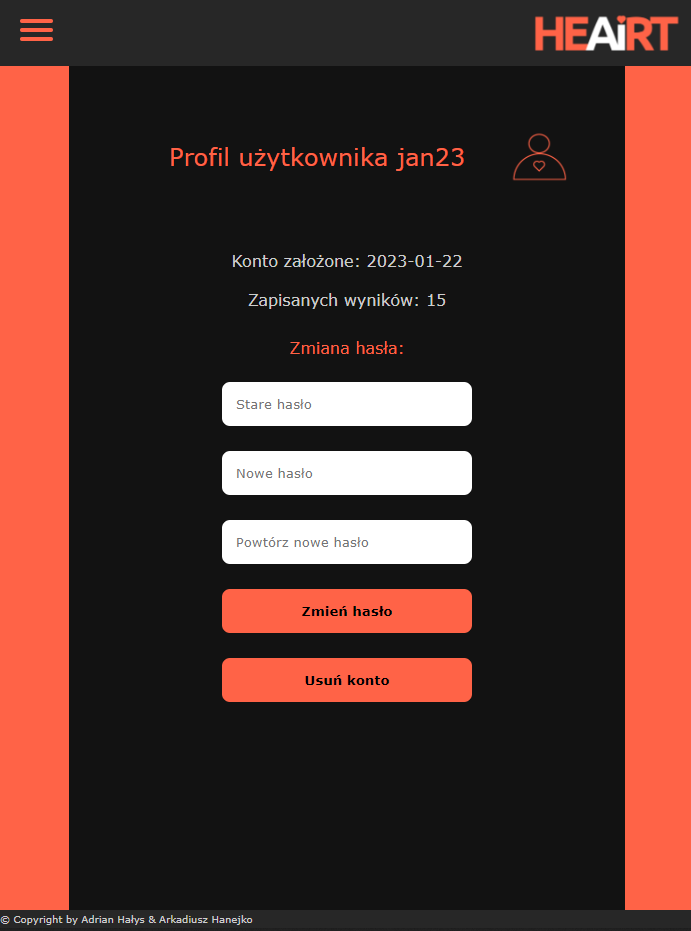 HEAiRT
Profil użytkownika jan23
Konto założone: 2023-01-22
Zapisanych wyników: 15
Zmiana hasła:
Stare hasło
Nowe hasło
Powtórz nowe hasło
Zmień hasło
Usuń konto
© Copyright by Adrian Hałys & Arkadiusz Hanejko